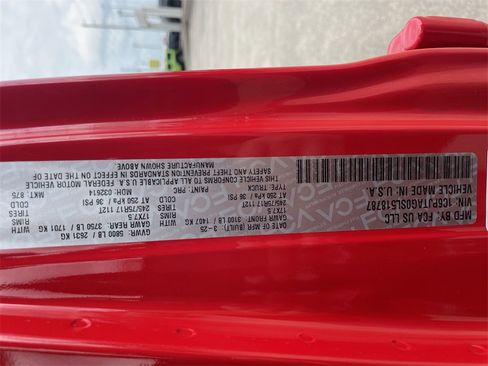 MFD BY: FCA US LLC
VEHICLE MADE IN: U.S.A.
VIN:
DATE OF MFR (BUILT): 3-25 GVWR: 5800 LB / 2631 KG
GAWR FRONT: 3100 LB / 1407 KG GAWR REAR: 3750 LB / 1701 KG
17X7.5 RIMS 17X7.5 RIMS
245/75R17 112T TIRES 245/75R17 112T TIRES
AT 250 kPa / 36 PSI COLD AT 250 kPa / 36 PSI COLD
TYPE: TRUCK PAINT: PRC MDH: 032614 MKT: 875
THIS VEHICLE CONFORMS TO ALL APPLICABLE U.S.A. FEDERAL MOTOR VEHICLE
SAFETY AND THEFT PREVENTION STANDARDS IN EFFECT ON THE DATE OF
MANUFACTURE SHOWN ABOVE.